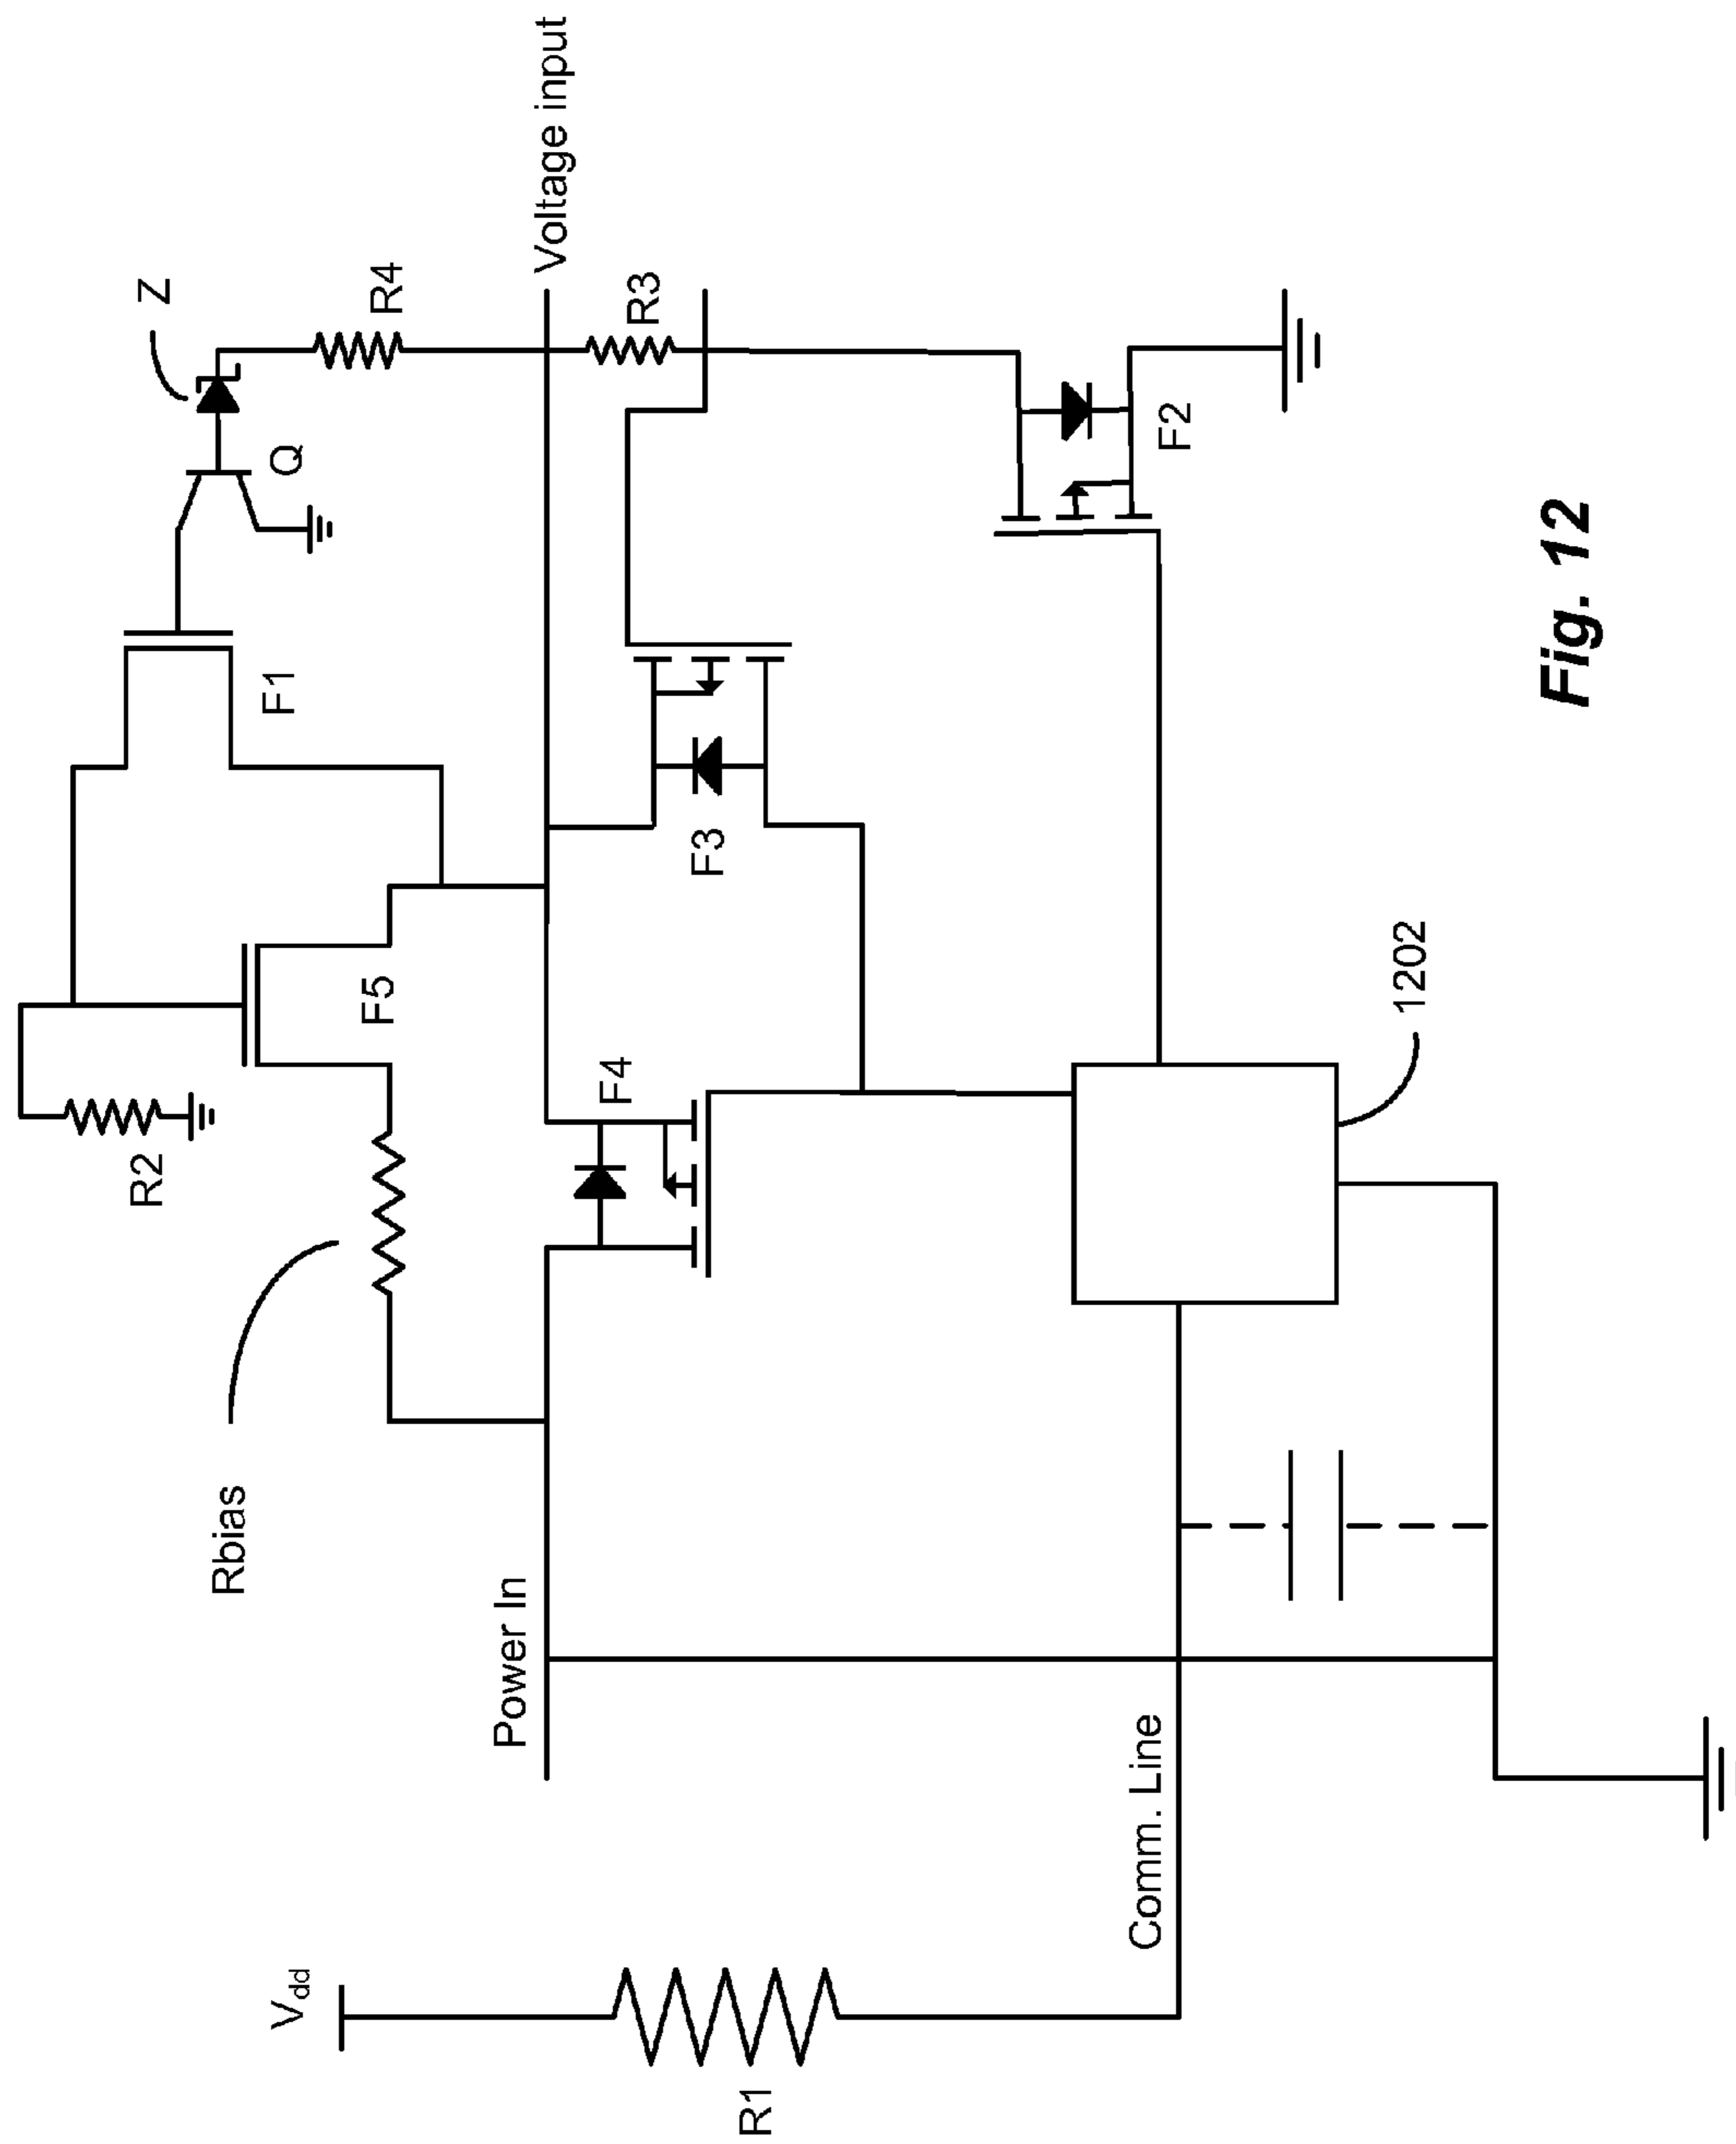 Z
R4
Voltage input
R3
Q
F1
F2
F3
F5
F4
R2
1202
Rbias
Power In
Comm. Line
Vdd
R1
Fig. 12